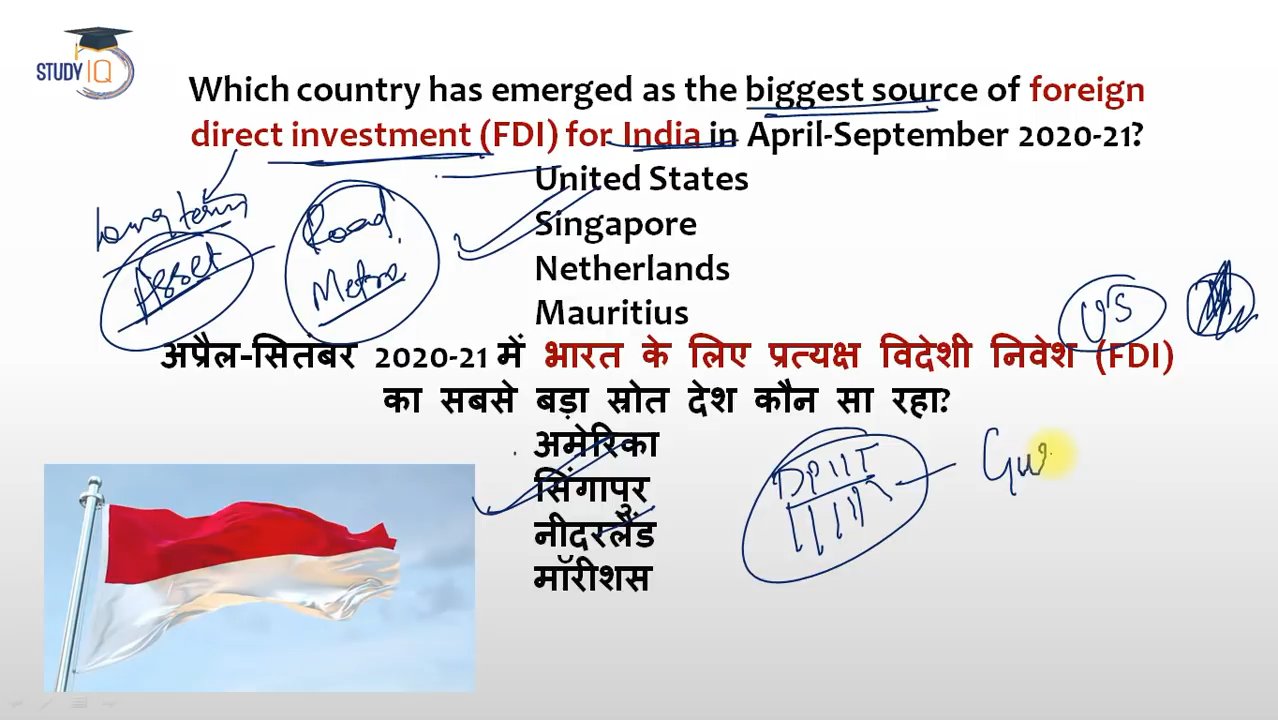 STUDY IQ
Which country has emerged as the biggest source of foreign
direct investment (FDI) for India in April-September 2020-21?
United States
Long term
Road
Singapore
Asset
Metro
Netherlands
Mauritius
US
अप्रैल-सितंबर 2020-21 में भारत के लिए प्रत्यक्ष विदेशी निवेश (FDI)
का सबसे बड़ा स्रोत देश कौन सा रहा?
अमेरिका
DPIIT
सिंगापुर
नीदरलैंड
मॉरीशस